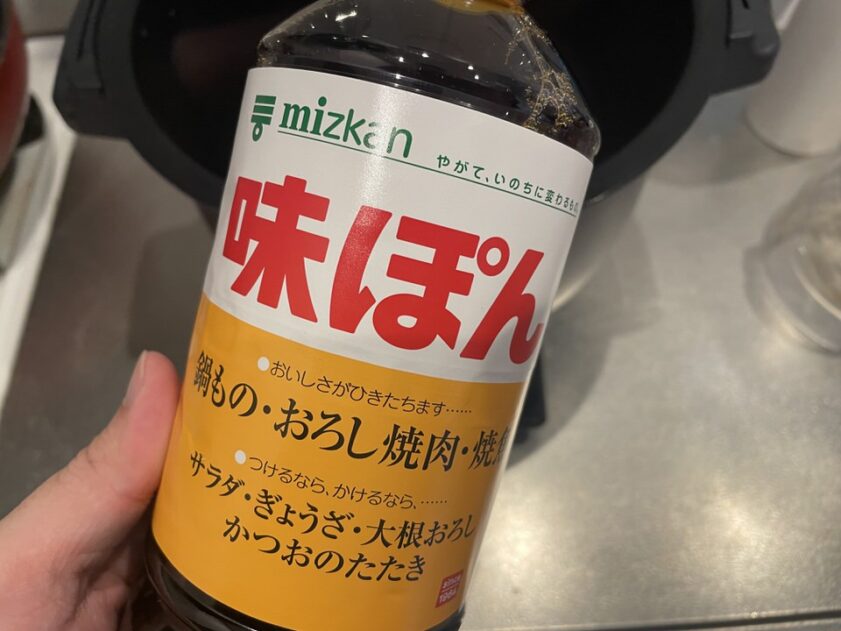 mizkan
やがて、いのちに変わるもの
味ぽん
おいしさがひきたちます……
鍋もの・おろし焼肉・焼魚
つけるなら、かけるなら、……
サラダ・ぎょうざ・大根おろし
かつおのたたき
1964